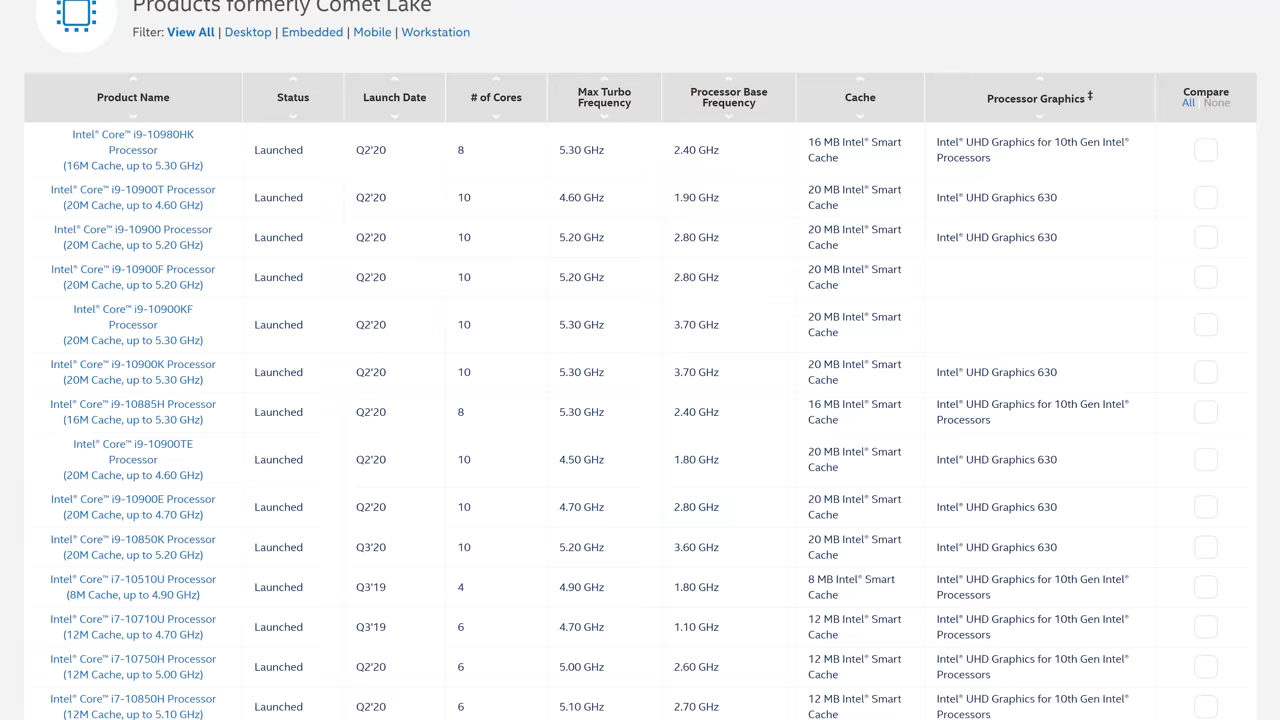 Products formerly Comet Lake
Filter: View All | Desktop | Embedded | Mobile | Workstation
Product Name Status Launch Date # of Cores Max Turbo Frequency Processor Base Frequency Cache Processor Graphics ‡ Compare
All | None
Intel® Core™ i9-10980HK Processor (16M Cache, up to 5.30 GHz) Launched Q2'20 8 5.30 GHz 2.40 GHz 16 MB Intel® Smart Cache Intel® UHD Graphics for 10th Gen Intel® Processors
Intel® Core™ i9-10900T Processor (20M Cache, up to 4.60 GHz) Launched Q2'20 10 4.60 GHz 1.90 GHz 20 MB Intel® Smart Cache Intel® UHD Graphics 630
Intel® Core™ i9-10900 Processor (20M Cache, up to 5.20 GHz) Launched Q2'20 10 5.20 GHz 2.80 GHz 20 MB Intel® Smart Cache Intel® UHD Graphics 630
Intel® Core™ i9-10900F Processor (20M Cache, up to 5.20 GHz) Launched Q2'20 10 5.20 GHz 2.80 GHz 20 MB Intel® Smart Cache
Intel® Core™ i9-10900KF Processor (20M Cache, up to 5.30 GHz) Launched Q2'20 10 5.30 GHz 3.70 GHz 20 MB Intel® Smart Cache
Intel® Core™ i9-10900K Processor (20M Cache, up to 5.30 GHz) Launched Q2'20 10 5.30 GHz 3.70 GHz 20 MB Intel® Smart Cache Intel® UHD Graphics 630
Intel® Core™ i9-10885H Processor (16M Cache, up to 5.30 GHz) Launched Q2'20 8 5.30 GHz 2.40 GHz 16 MB Intel® Smart Cache Intel® UHD Graphics for 10th Gen Intel® Processors
Intel® Core™ i9-10900TE Processor (20M Cache, up to 4.60 GHz) Launched Q2'20 10 4.50 GHz 1.80 GHz 20 MB Intel® Smart Cache Intel® UHD Graphics 630
Intel® Core™ i9-10900E Processor (20M Cache, up to 4.70 GHz) Launched Q2'20 10 4.70 GHz 2.80 GHz 20 MB Intel® Smart Cache Intel® UHD Graphics 630
Intel® Core™ i9-10850K Processor (20M Cache, up to 5.20 GHz) Launched Q3'20 10 5.20 GHz 3.60 GHz 20 MB Intel® Smart Cache Intel® UHD Graphics 630
Intel® Core™ i7-10510U Processor (8M Cache, up to 4.90 GHz) Launched Q3'19 4 4.90 GHz 1.80 GHz 8 MB Intel® Smart Cache Intel® UHD Graphics for 10th Gen Intel® Processors
Intel® Core™ i7-10710U Processor (12M Cache, up to 4.70 GHz) Launched Q3'19 6 4.70 GHz 1.10 GHz 12 MB Intel® Smart Cache Intel® UHD Graphics for 10th Gen Intel® Processors
Intel® Core™ i7-10750H Processor (12M Cache, up to 5.00 GHz) Launched Q2'20 6 5.00 GHz 2.60 GHz 12 MB Intel® Smart Cache Intel® UHD Graphics for 10th Gen Intel® Processors
Intel® Core™ i7-10850H Processor (12M Cache, up to 5.10 GHz) Launched Q2'20 6 5.10 GHz 2.70 GHz 12 MB Intel® Smart Cache Intel® UHD Graphics for 10th Gen Intel® Processors